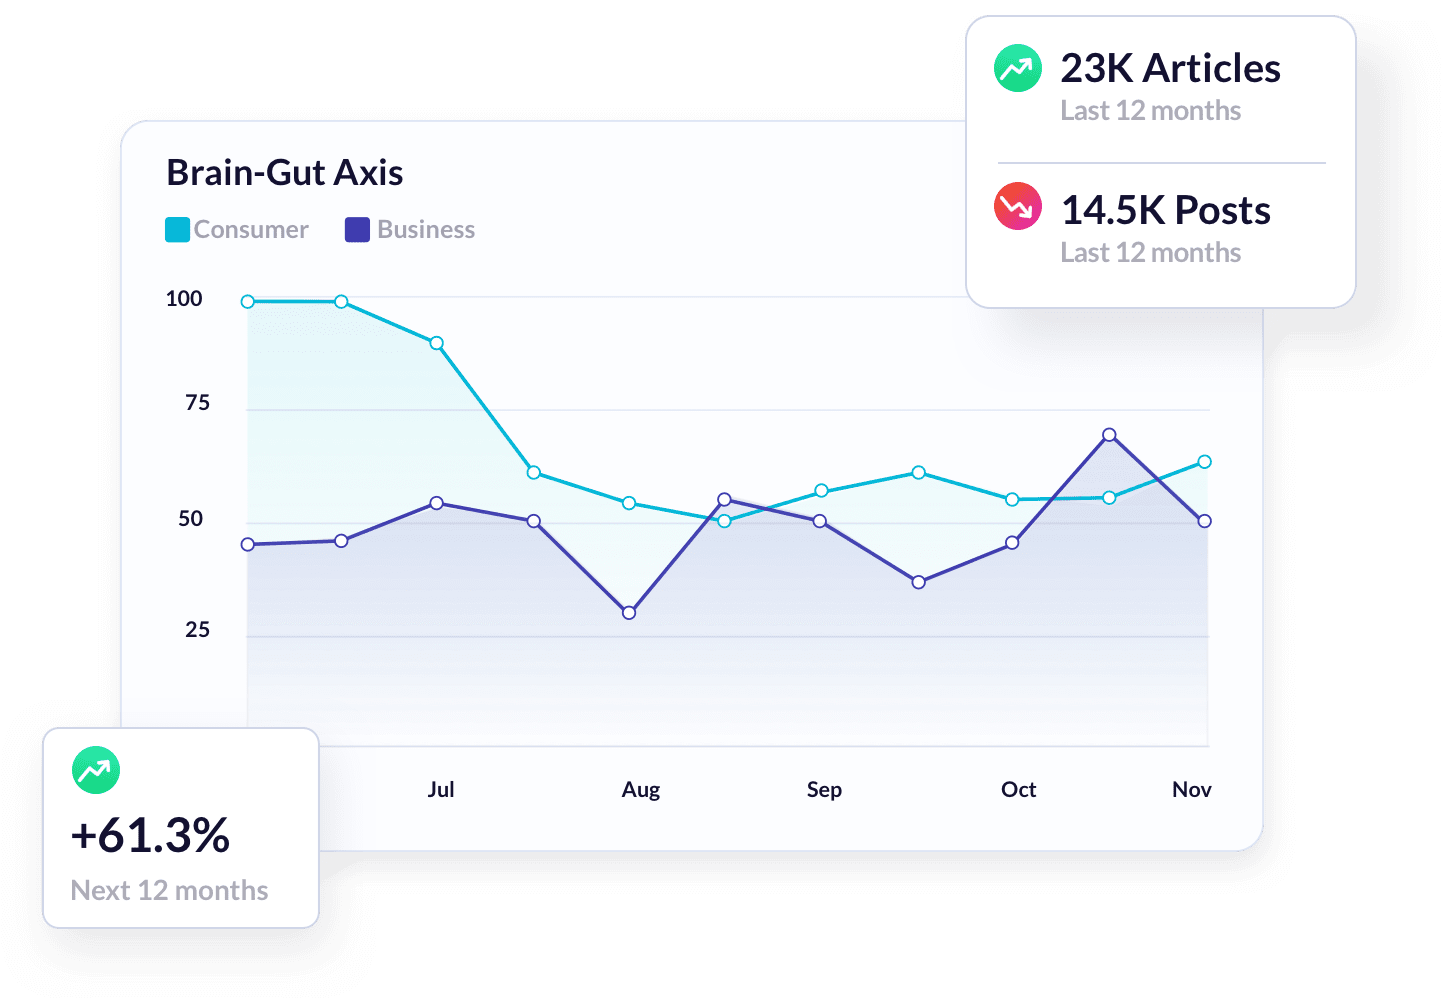 23K Articles
Last 12 months
14.5K Posts
Last 12 months
Brain-Gut Axis
Consumer
Business
100
75
50
25
Jul
Aug
Sep
Oct
Nov
+61.3%
Next 12 months